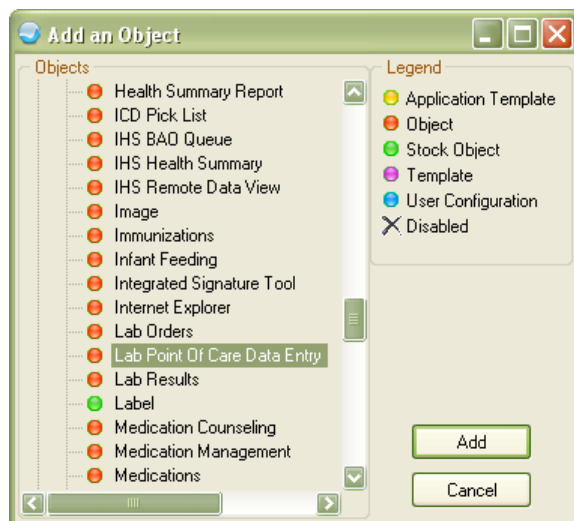 Add an Object
Objects
Health Summary Report
ICD Pick List
IHS BAO Queue
IHS Health Summary
IHS Remote Data View
Image
Immunizations
Infant Feeding
Integrated Signature Tool
Internet Explorer
Lab Orders
Lab Point Of Care Data Entry
Lab Results
Label
Medication Counseling
Medication Management
Medications
Legend
Application Template
Object
Stock Object
Template
User Configuration
Disabled
Add
Cancel